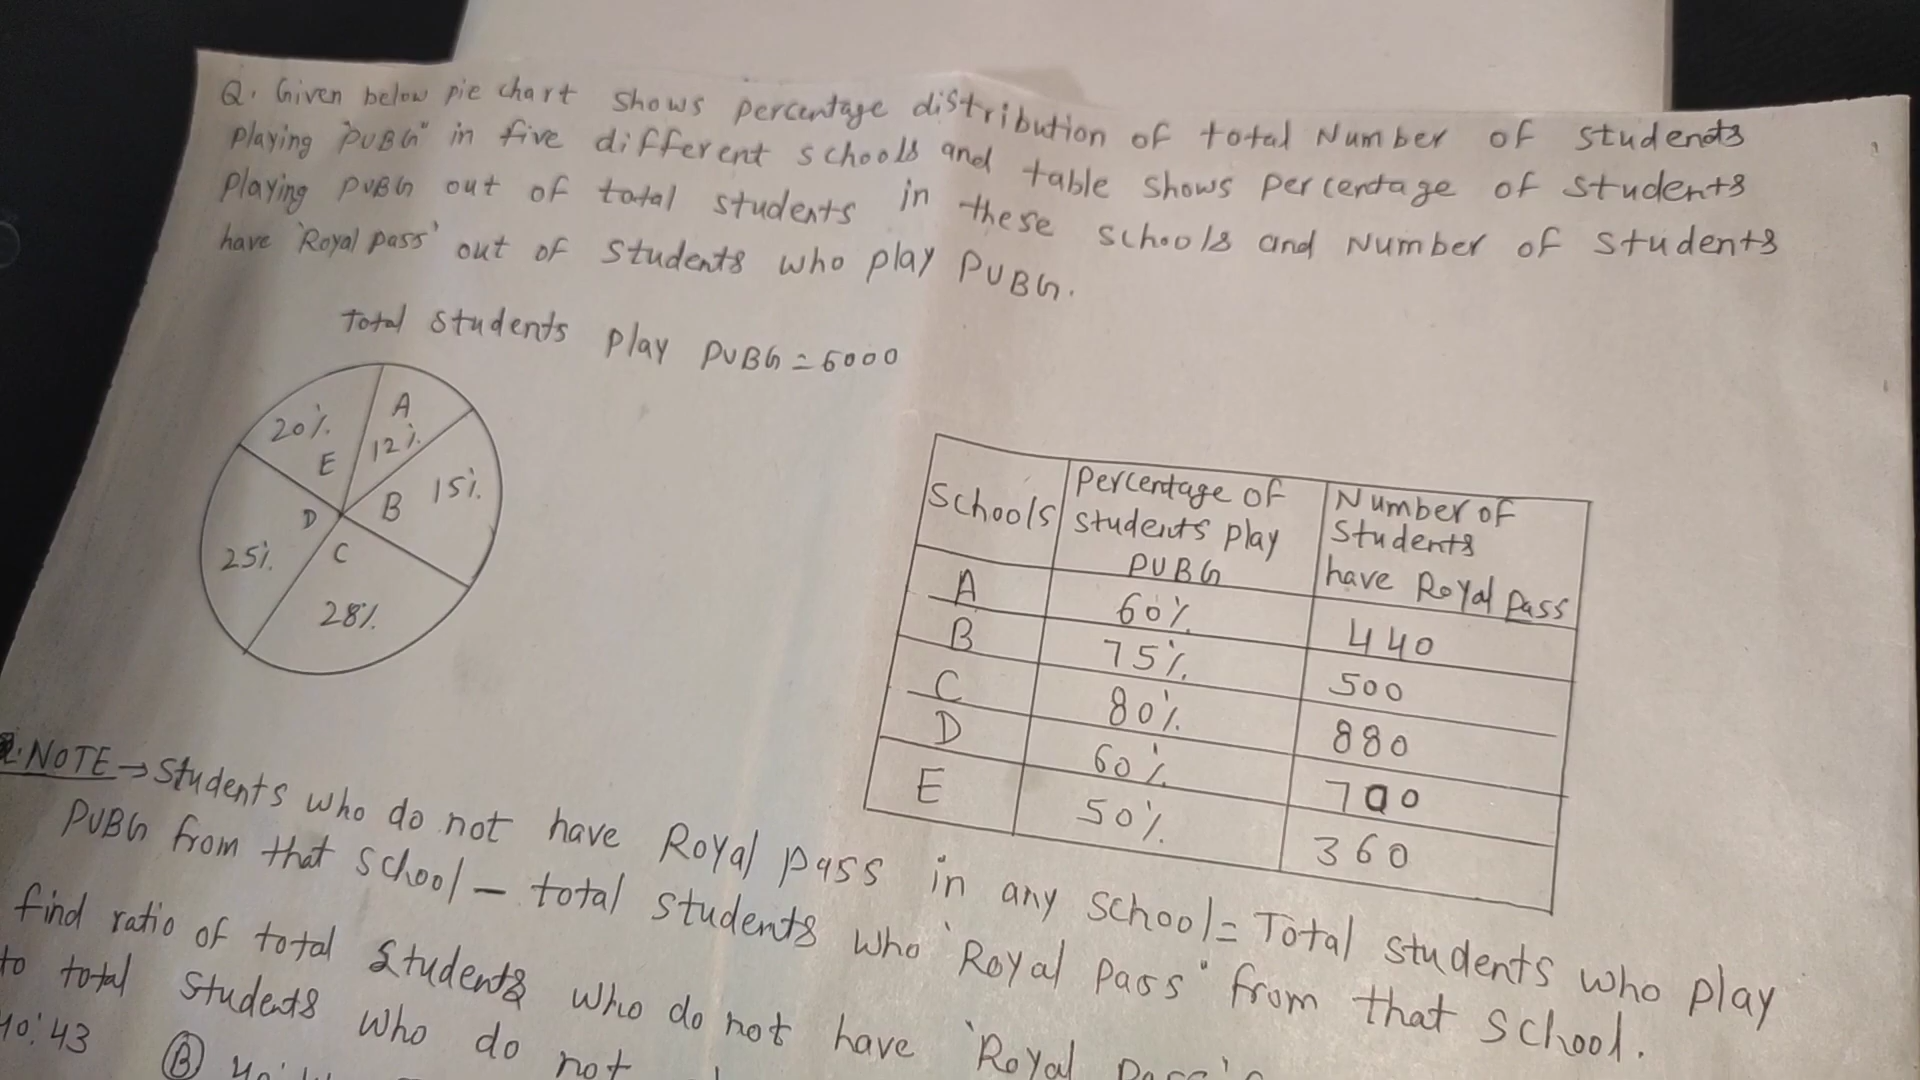 Q. Given below pie chart shows percentage distribution of total Number of students
Playing "PUBG" in five different schools and table shows percentage of students
Playing PUBG out of total students in these schools and Number of students
have 'Royal pass' out of students who play PUBG.
Total students play PUBG = 6000
20%
E
A
12%
B
15%
D
25%
C
28%
Schools
Percentage of
students play
PUBG
Number of
Students
have Royal Pass
A 60% 440
B 75% 500
C 80% 880
D 60% 700
E 50% 360
NOTE → Students who do not have Royal pass in any school = Total students who play
PUBG from that school - total students who 'Royal pass' from that school.
find ratio of total students who do not have 'Royal
to total students who do not
40:43 (B)